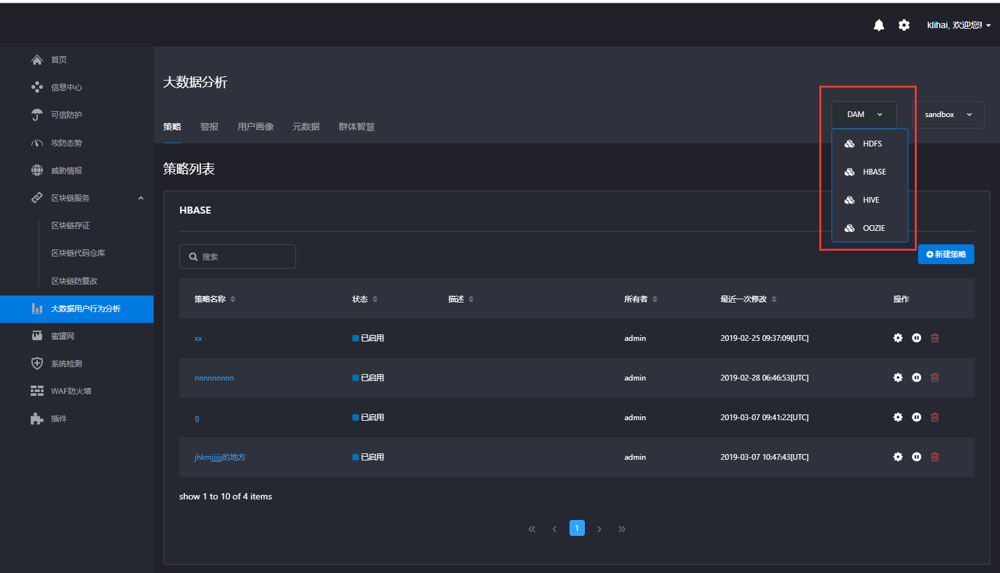 klihai, 欢迎您!
首页
信息中心
可信防护
攻防态势
威胁情报
区块链服务
区块链存证
区块链代码仓库
区块链防篡改
大数据用户行为分析
蜜罐网
系统检测
WAF防火墙
插件
大数据分析
策略 警报 用户画像 元数据 群体智慧
DAM sandbox
HDFS
HBASE
HIVE
OOZIE
策略列表
HBASE
搜索
新建策略
策略名称 状态 描述 所有者 最近一次修改 操作
xx 已启用 admin 2019-02-25 09:37:09[UTC]
nnnnnnnnn 已启用 admin 2019-02-28 06:46:53[UTC]
g 已启用 admin 2019-03-07 09:41:22[UTC]
jhkmjjjjjj的地方 已启用 admin 2019-03-07 10:47:43[UTC]
show 1 to 10 of 4 items
« ‹ 1 › »